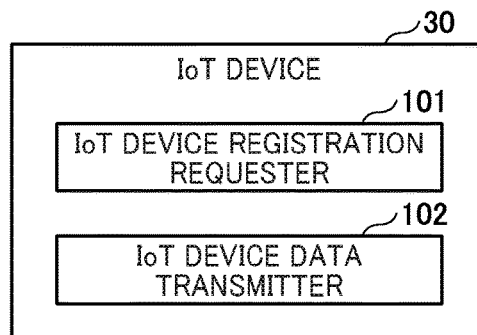 30
IoT DEVICE
101
IoT DEVICE REGISTRATION
REQUESTER
102
IoT DEVICE DATA
TRANSMITTER